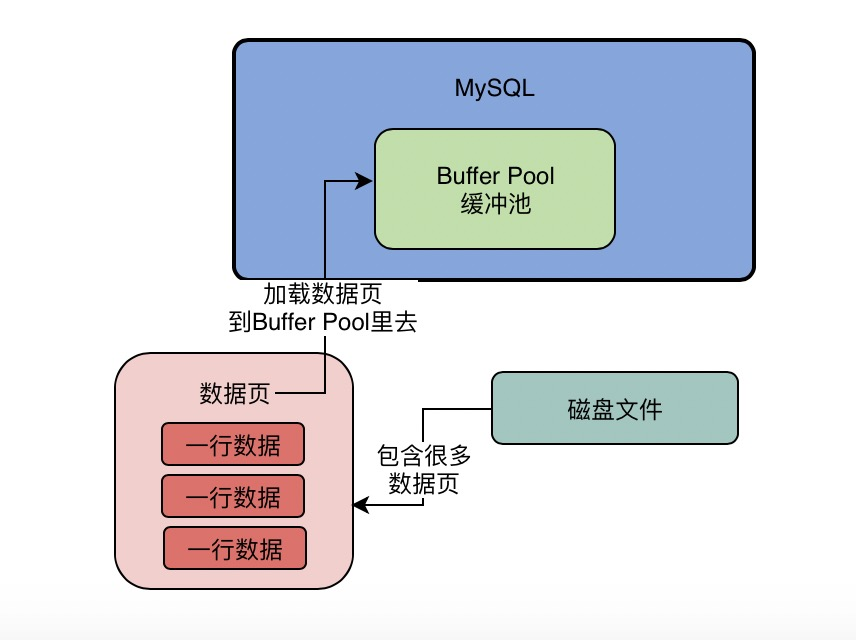 MySQL
Buffer Pool
缓冲池
加载数据页
到Buffer Pool里去
数据页
一行数据
一行数据
一行数据
磁盘文件
包含很多
数据页